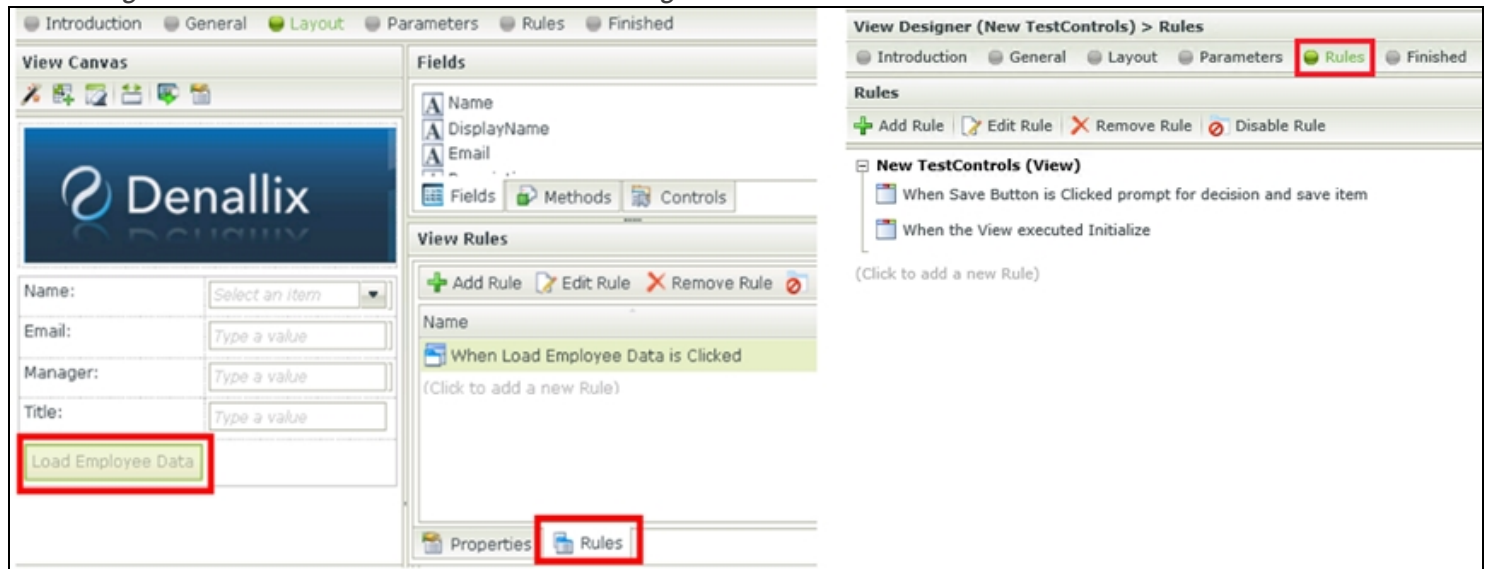 Introduction General Layout Parameters Rules Finished
View Canvas
Denallix
Name: Select an item
Email: Type a value
Manager: Type a value
Title: Type a value
Load Employee Data
Fields
Name
DisplayName
Email
Fields Methods Controls
View Rules
Add Rule Edit Rule Remove Rule
Name
When Load Employee Data is Clicked
(Click to add a new Rule)
Properties Rules
View Designer (New TestControls) > Rules
Introduction General Layout Parameters Rules Finished
Rules
Add Rule Edit Rule Remove Rule Disable Rule
New TestControls (View)
When Save Button is Clicked prompt for decision and save item
When the View executed Initialize
(Click to add a new Rule)